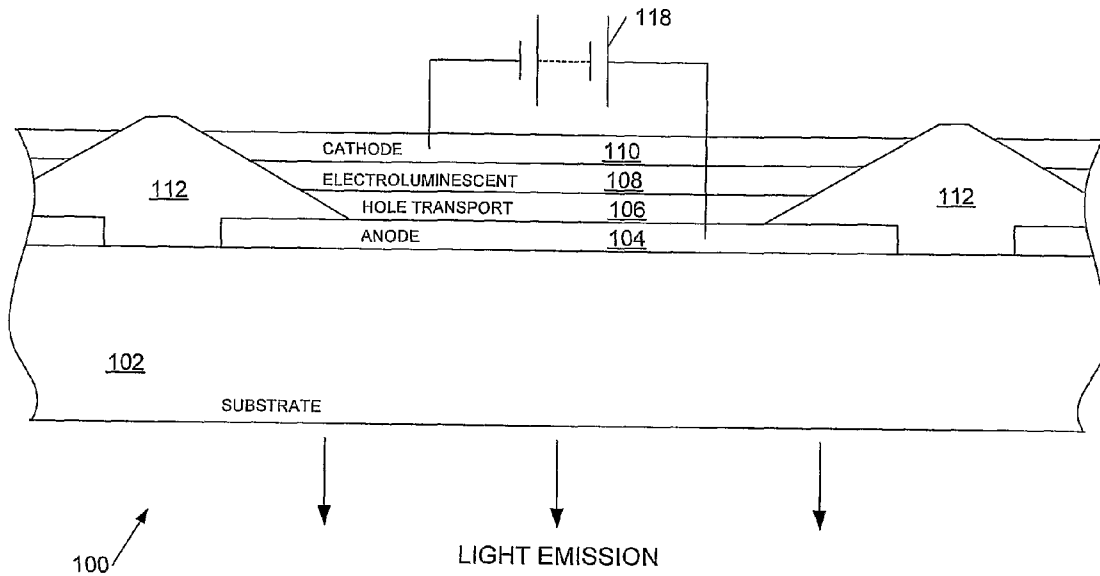 118
CATHODE 110
112 ELECTROLUMINESCENT 108 112
HOLE TRANSPORT 106
ANODE 104
102
SUBSTRATE
100
LIGHT EMISSION